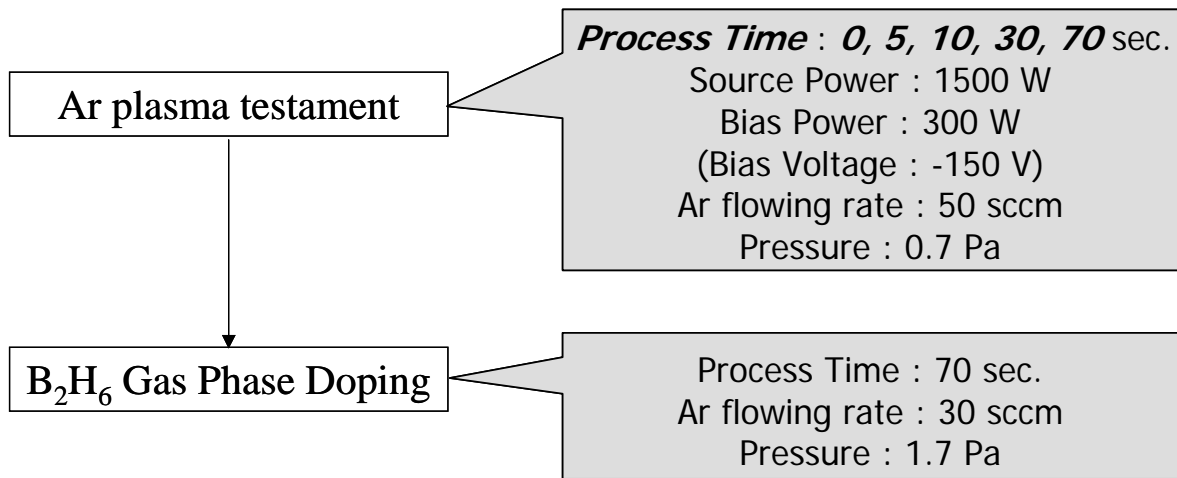 Process Time : 0, 5, 10, 30, 70 sec.
Source Power : 1500 W
Bias Power : 300 W
(Bias Voltage : -150 V)
Ar flowing rate : 50 sccm
Pressure : 0.7 Pa
Ar plasma testament
B₂H₆ Gas Phase Doping
Process Time : 70 sec.
Ar flowing rate : 30 sccm
Pressure : 1.7 Pa